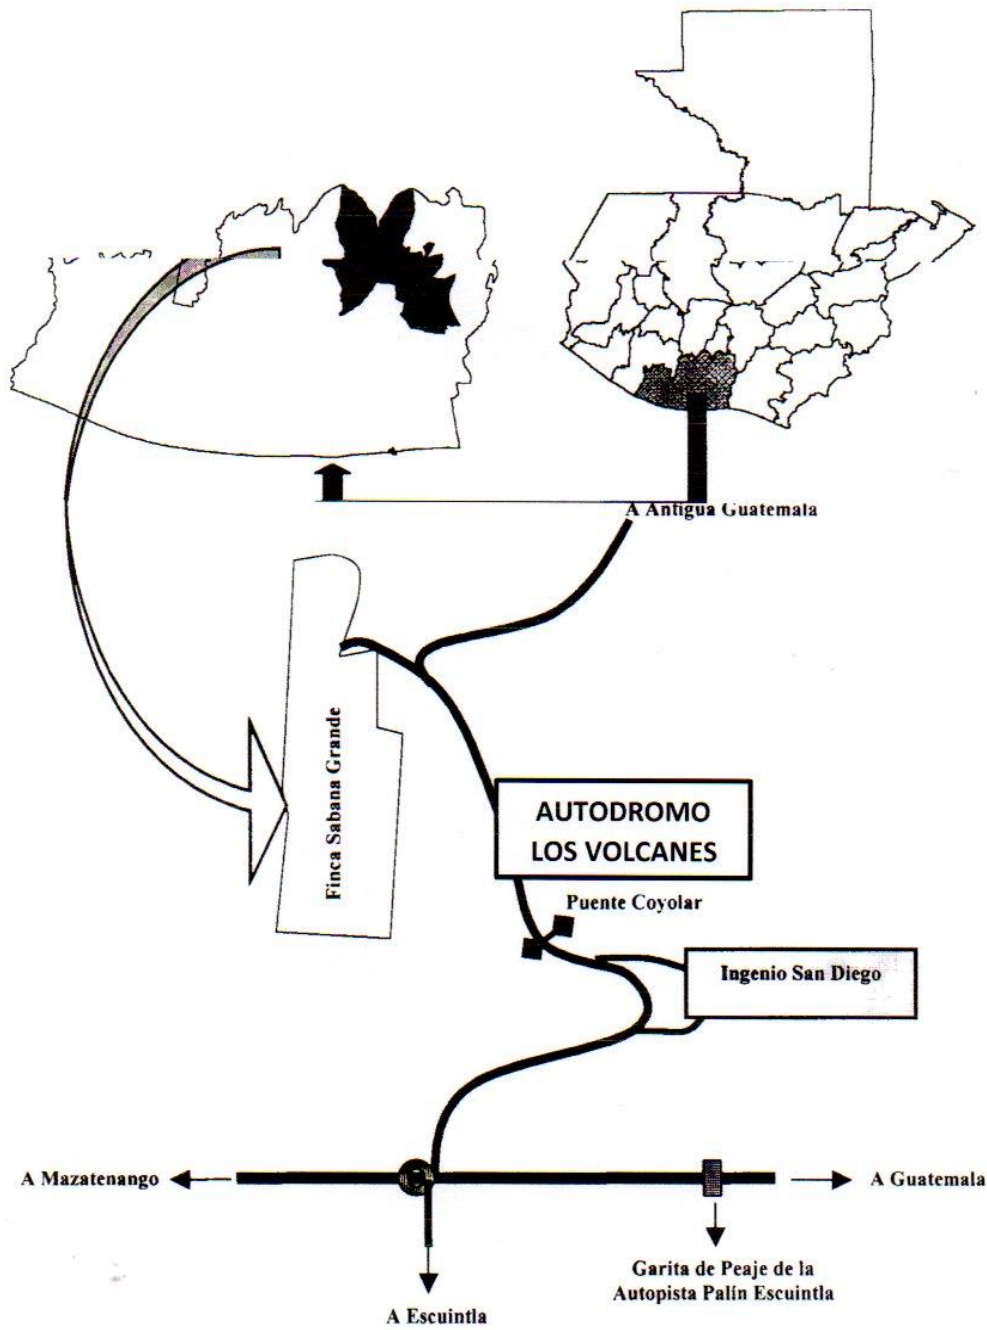 A Antigua Guatemala
Finca Sabana Grande
AUTODROMO
LOS VOLCANES
Puente Coyolar
Ingenio San Diego
A Mazatenango
A Guatemala
Garita de Peaje de la
Autopista Palín Escuintla
A Escuintla